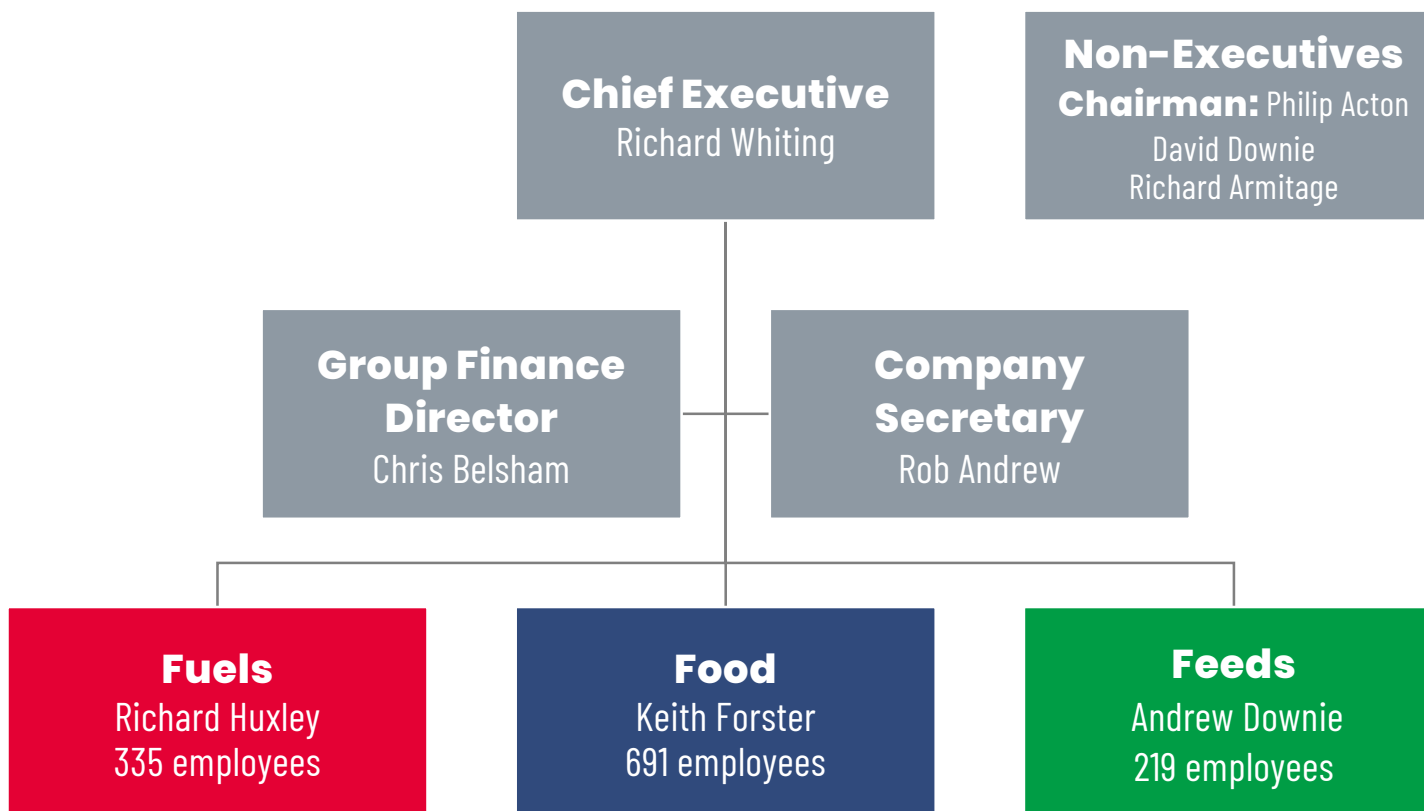 Chief Executive
Richard Whiting
Non-Executives
Chairman: Philip Acton
David Downie
Richard Armitage
Group Finance
Director
Chris Belsham
Company
Secretary
Rob Andrew
Fuels
Richard Huxley
335 employees
Food
Keith Forster
691 employees
Feeds
Andrew Downie
219 employees